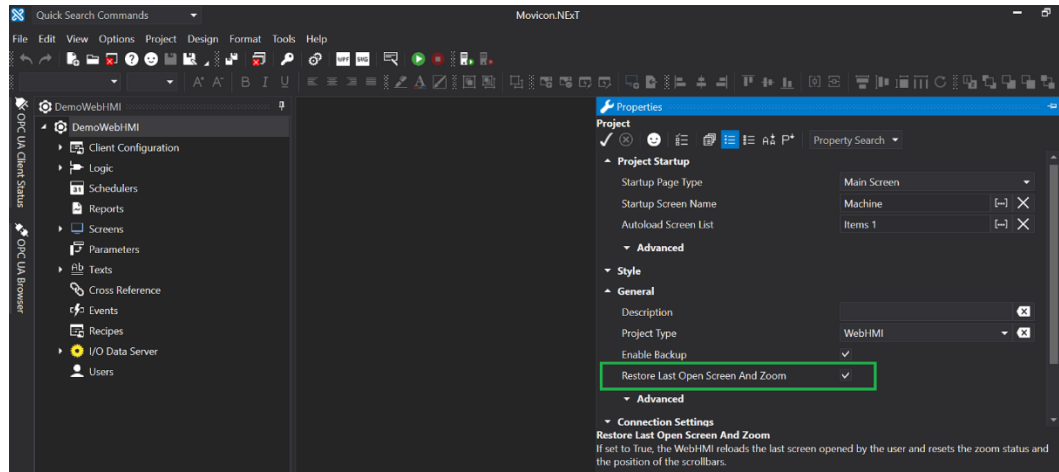 Quick Search Commands
Movicon.NExT
File Edit View Options Project Design Format Tools Help
UFF SVG
A A B I U A
DemoWebHMI
Properties
OPC UA Client Status
OPC UA Browser
DemoWebHMI
Client Configuration
Logic
31 Schedulers
Reports
Screens
Parameters
Ab Texts
Cross Reference
Events
Recipes
I/O Data Server
Users
Project
Property Search
Project Startup
Startup Page Type Main Screen
Startup Screen Name Machine
Autoload Screen List Items 1
Advanced
Style
General
Description
Project Type WebHMI
Enable Backup
Restore Last Open Screen And Zoom
Advanced
Connection Settings
Restore Last Open Screen And Zoom
If set to True, the WebHMI reloads the last screen opened by the user and resets the zoom status and
the position of the scrollbars.